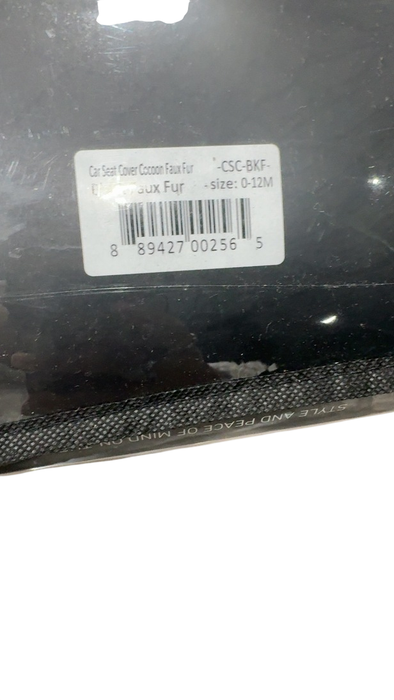 Car Seat Cover Cocoon Faux Fur -CSC-BKF-
Faux Fur - size: 0-12M
8 89427 00256 5
STYLE AND PEACE OF MIND ON